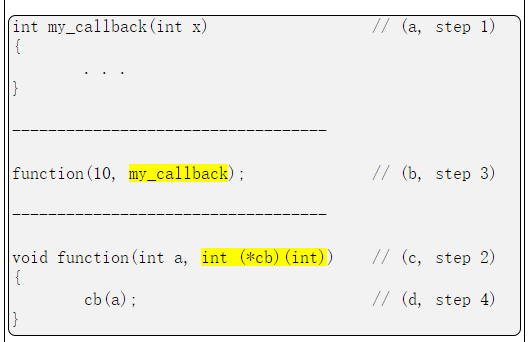 int my_callback(int x) // (a, step 1)
{
. . .
}
-----------------------------------
function(10, my_callback); // (b, step 3)
-----------------------------------
void function(int a, int (*cb)(int)) // (c, step 2)
{
cb(a); // (d, step 4)
}